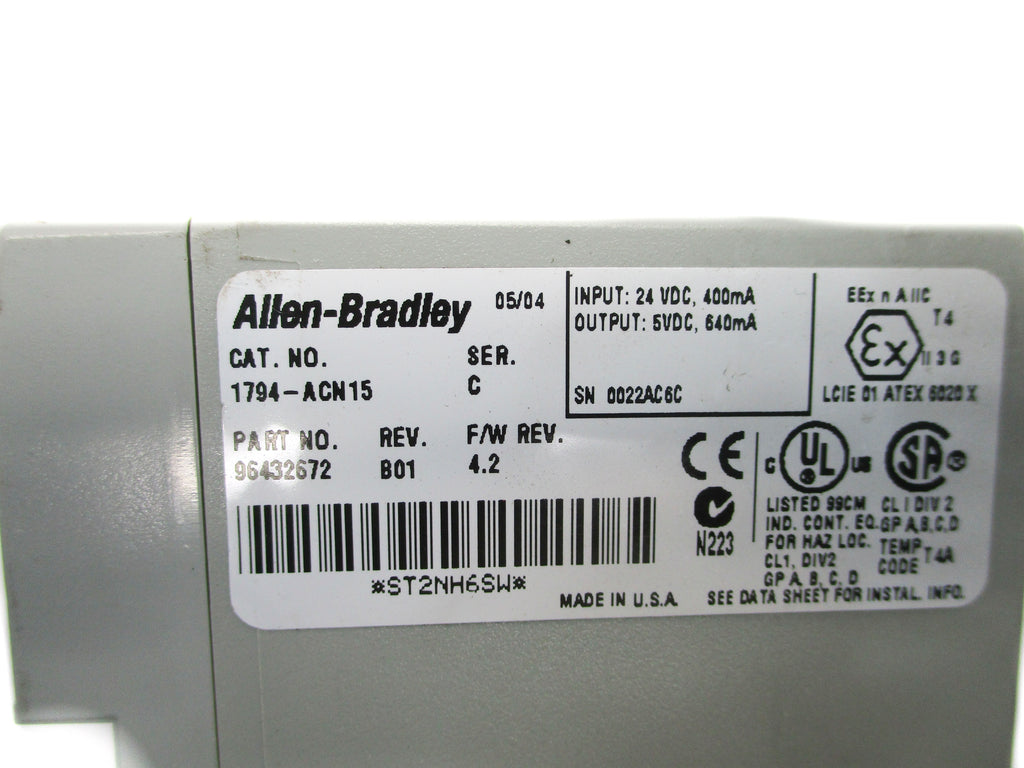 Allen-Bradley 05/04
CAT. NO. SER.
1794-ACN15 C
PART NO. REV. F/W REV.
96432672 B01 4.2
*ST2NH6SW*
INPUT: 24 VDC, 400mA
OUTPUT: 5VDC, 640mA
SN 0022AC6C
EEx n A IIC
T4
Ex
II 3 G
LCIE 01 ATEX 6020 X
CE
N223
C UL US
LISTED 99CM
IND. CONT. EQ.
FOR HAZ LOC.
CL1, DIV2
GP A, B, C, D
SA
CL I DIV 2
GP A,B,C,D
TEMP
CODE T4A
MADE IN U.S.A. SEE DATA SHEET FOR INSTAL. INFO.